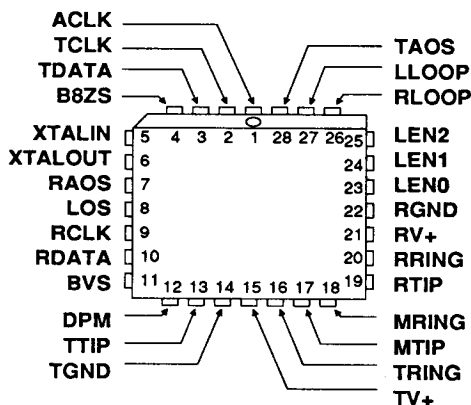 ACLK
TCLK
TDATA
B8ZS
TAOS
LLOOP
RLOOP
4 3 2 1 28 27 26
XTALIN 5 25 LEN2
XTALOUT 6 24 LEN1
RAOS 7 23 LEN0
LOS 8 22 RGND
RCLK 9 21 RV+
RDATA 10 20 RRING
BVS 11 19 RTIP
12 13 14 15 16 17 18
DPM
TTIP
TGND
MRING
MTIP
TRING
TV+